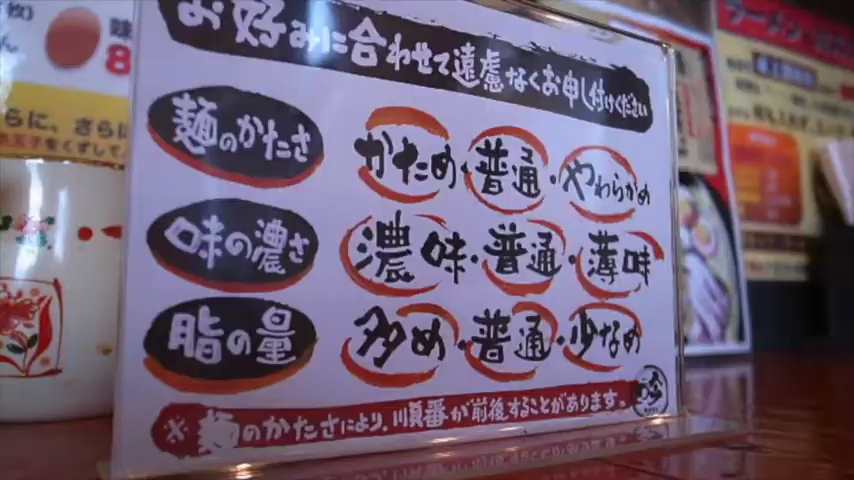 お好みに合わせて遠慮なくお申し付けください
麺のかたさ かため・普通・やわらかめ
味の濃さ 濃味・普通・薄味
脂の量 多め・普通・少なめ
※麺のかたさにより、順番が前後することがあります。